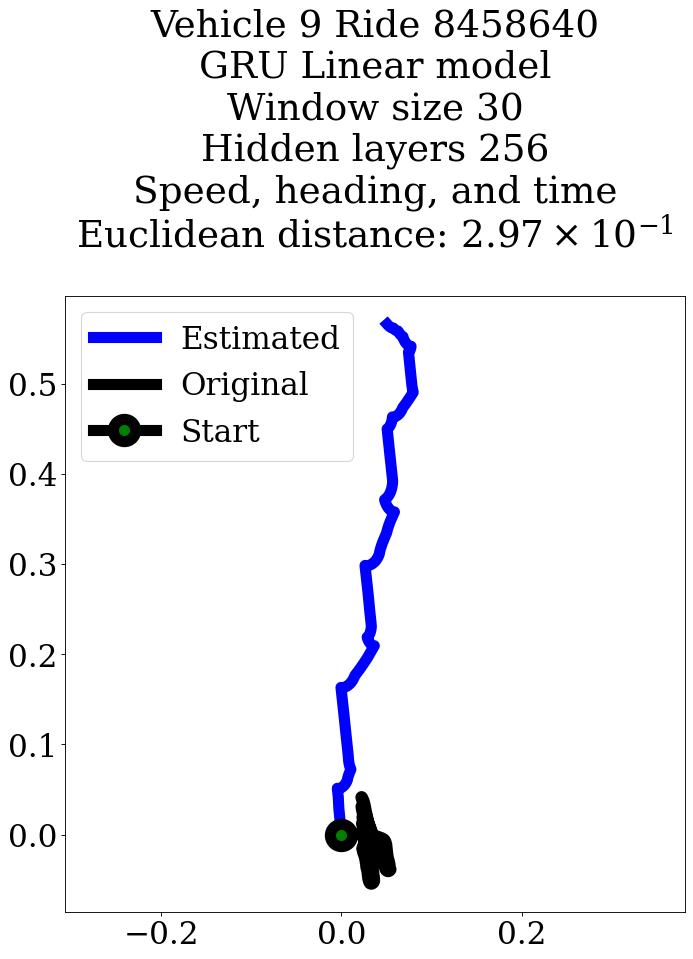 Vehicle 9 Ride 8458640
GRU Linear model
Window size 30
Hidden layers 256
Speed, heading, and time
Euclidean distance: 2.97 × 10⁻¹
Estimated
Original
Start
0.5
0.4
0.3
0.2
0.1
0.0
−0.2
0.0
0.2